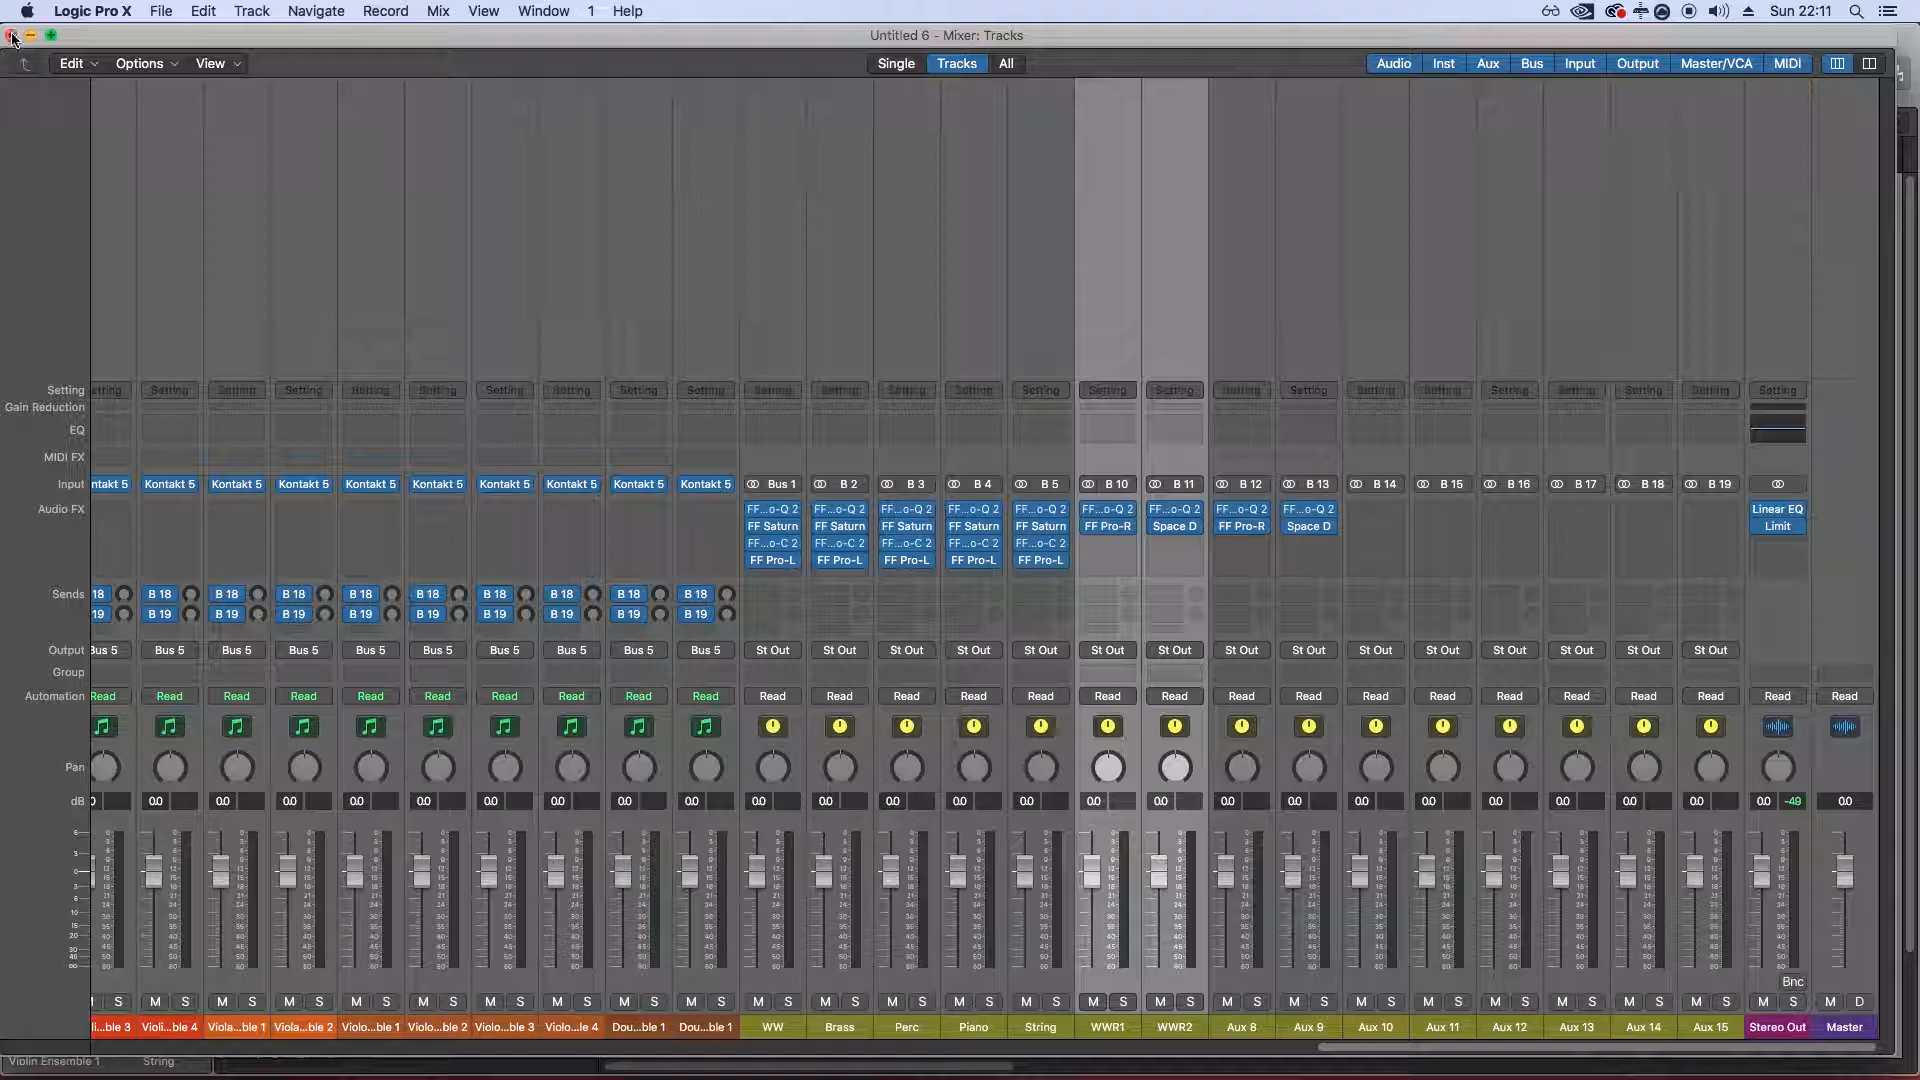 Logic Pro X File Edit Track Navigate Record Mix View Window 1 Help Sun 22:11
Untitled 6 - Mixer: Tracks
Edit Options View Single Tracks All Audio Inst Aux Bus Input Output Master/VCA MIDI
Setting Setting Setting Setting Setting Setting Setting Setting Setting Setting Setting Setting Setting Setting Setting Setting Setting Setting Setting Setting Setting Setting Setting Setting Setting Setting
Gain Reduction
EQ
MIDI FX
Input ntakt 5 Kontakt 5 Kontakt 5 Kontakt 5 Kontakt 5 Kontakt 5 Kontakt 5 Kontakt 5 Kontakt 5 Kontakt 5 Bus 1 B 2 B 3 B 4 B 5 B 10 B 11 B 12 B 13 B 14 B 15 B 16 B 17 B 18 B 19
Audio FX FF...o-Q 2 FF...o-Q 2 FF...o-Q 2 FF...o-Q 2 FF...o-Q 2 FF...o-Q 2 FF...o-Q 2 FF...o-Q 2 FF...o-Q 2 Linear EQ
FF Saturn FF Saturn FF Saturn FF Saturn FF Saturn FF Pro-R Space D FF Pro-R Space D Limit
FF...o-C 2 FF...o-C 2 FF...o-C 2 FF...o-C 2 FF...o-C 2
FF Pro-L FF Pro-L FF Pro-L FF Pro-L FF Pro-L
Sends 18 B 18 B 18 B 18 B 18 B 18 B 18 B 18 B 18 B 18
19 B 19 B 19 B 19 B 19 B 19 B 19 B 19 B 19 B 19
Output Bus 5 Bus 5 Bus 5 Bus 5 Bus 5 Bus 5 Bus 5 Bus 5 Bus 5 Bus 5 St Out St Out St Out St Out St Out St Out St Out St Out St Out St Out St Out St Out St Out St Out St Out
Group
Automation Read Read Read Read Read Read Read Read Read Read Read Read Read Read Read Read Read Read Read Read Read Read Read Read Read Read Read
Pan
dB 0.0 0.0 0.0 0.0 0.0 0.0 0.0 0.0 0.0 0.0 0.0 0.0 0.0 0.0 0.0 0.0 0.0 0.0 0.0 0.0 0.0 0.0 0.0 0.0 0.0 -49 0.0
Bnc
M S M S M S M S M S M S M S M S M S M S M S M S M S M S M S M S M S M S M S M S M S M S M S M S M S M D
li...ble 3 Violi...ble 4 Viola...ble 1 Viola...ble 2 Violo...ble 1 Violo...ble 2 Violo...ble 3 Violo...le 4 Dou...ble 1 Dou...ble 1 WW Brass Perc Piano String WWR1 WWR2 Aux 8 Aux 9 Aux 10 Aux 11 Aux 12 Aux 13 Aux 14 Aux 15 Stereo Out Master
Violin Ensemble 1 String